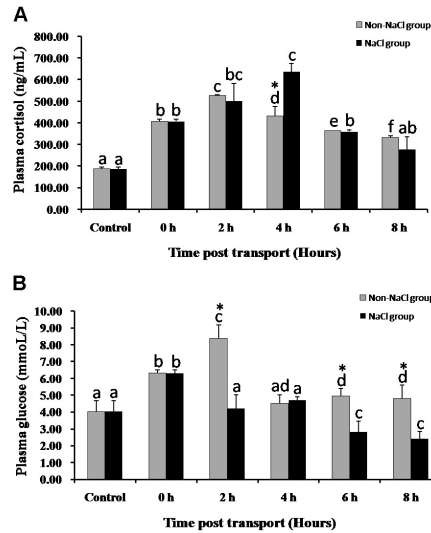 A
Non-NaCl group
NaCl group
Plasma cortisol (ng/mL)
800.00
700.00
600.00
500.00
400.00
300.00
200.00
100.00
0.00
a a b b c bc * d c e b f ab
Control 0 h 2 h 4 h 6 h 8 h
Time post transport (Hours)
B
Non-NaCl group
NaCl group
Plasma glucose (mmoL/L)
10.00
9.00
8.00
7.00
6.00
5.00
4.00
3.00
2.00
1.00
0.00
a a b b * c a ad a * d c * d c
Control 0 h 2 h 4 h 6 h 8 h
Time post transport (Hours)